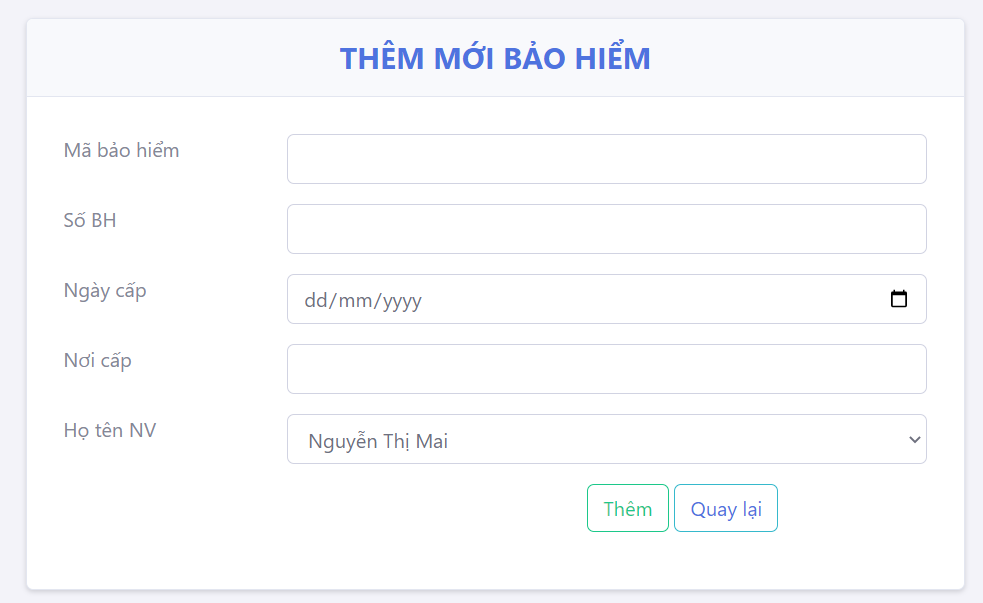 THÊM MỚI BẢO HIỂM
Mã bảo hiểm
Số BH
Ngày cấp dd/mm/yyyy
Nơi cấp
Họ tên NV Nguyễn Thị Mai
Thêm Quay lại